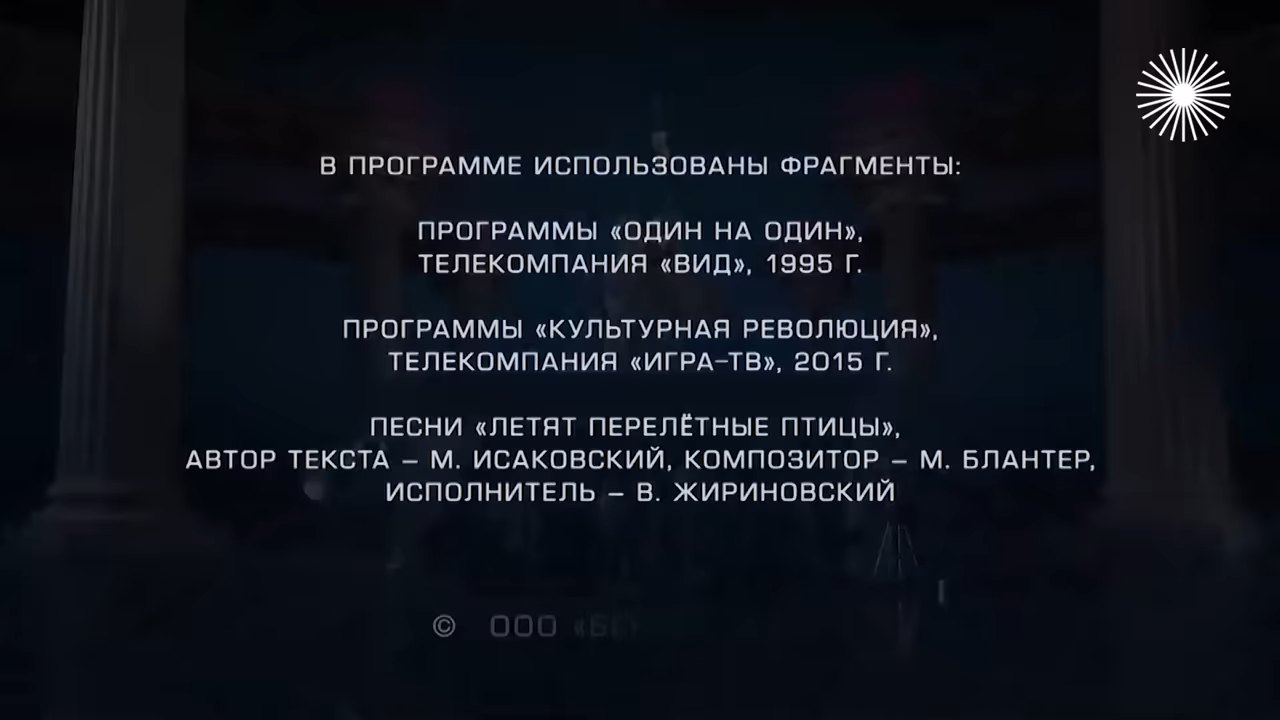 В ПРОГРАММЕ ИСПОЛЬЗОВАНЫ ФРАГМЕНТЫ:
ПРОГРАММЫ «ОДИН НА ОДИН»,
ТЕЛЕКОМПАНИЯ «ВИД», 1995 Г.
ПРОГРАММЫ «КУЛЬТУРНАЯ РЕВОЛЮЦИЯ»,
ТЕЛЕКОМПАНИЯ «ИГРА-ТВ», 2015 Г.
ПЕСНИ «ЛЕТЯТ ПЕРЕЛЁТНЫЕ ПТИЦЫ»,
АВТОР ТЕКСТА – М. ИСАКОВСКИЙ, КОМПОЗИТОР – М. БЛАНТЕР,
ИСПОЛНИТЕЛЬ – В. ЖИРИНОВСКИЙ
© ООО